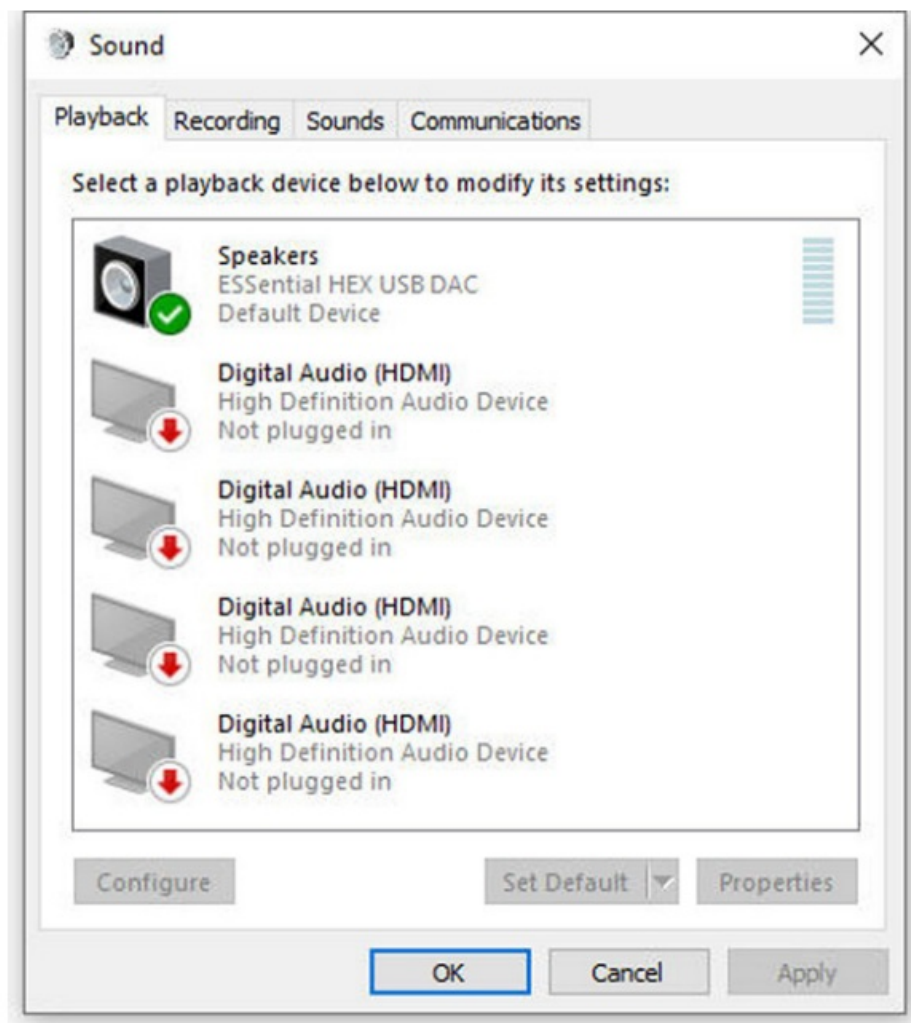 Sound
Playback Recording Sounds Communications
Select a playback device below to modify its settings:
Speakers
ESSential HEX USB DAC
Default Device
Digital Audio (HDMI)
High Definition Audio Device
Not plugged in
Digital Audio (HDMI)
High Definition Audio Device
Not plugged in
Digital Audio (HDMI)
High Definition Audio Device
Not plugged in
Digital Audio (HDMI)
High Definition Audio Device
Not plugged in
Configure Set Default Properties
OK Cancel Apply